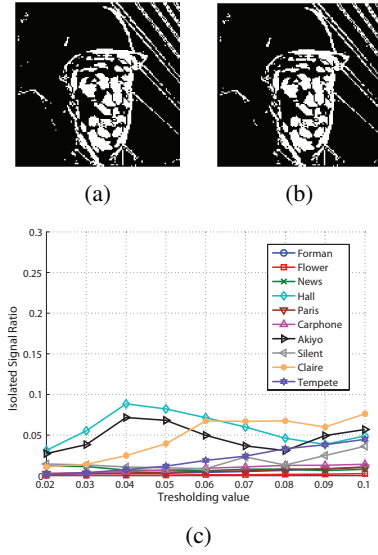 (a)
(b)
0.3
0.25
0.2
0.15
0.1
0.05
0
Isolated Signal Ratio
Forman
Flower
News
Hall
Paris
Carphone
Akiyo
Silent
Claire
Tempete
0.02 0.03 0.04 0.05 0.06 0.07 0.08 0.09 0.1
Tresholding value
(c)